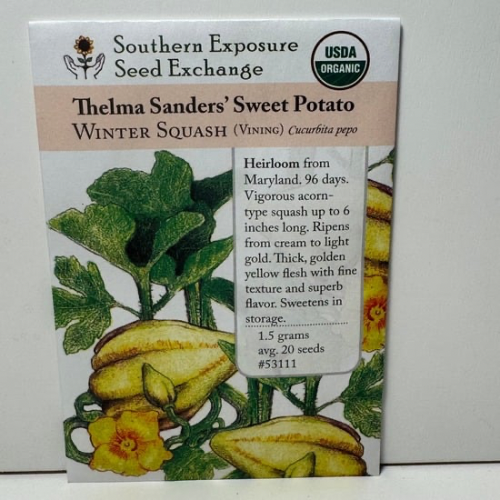 Southern Exposure
Seed Exchange
USDA
ORGANIC
Thelma Sanders' Sweet Potato
WINTER SQUASH (VINING) Cucurbita pepo
Heirloom from
Maryland. 96 days.
Vigorous acorn-
type squash up to 6
inches long. Ripens
from cream to light
gold. Thick, golden
yellow flesh with fine
texture and superb
flavor. Sweetens in
storage.
1.5 grams
avg. 20 seeds
#53111